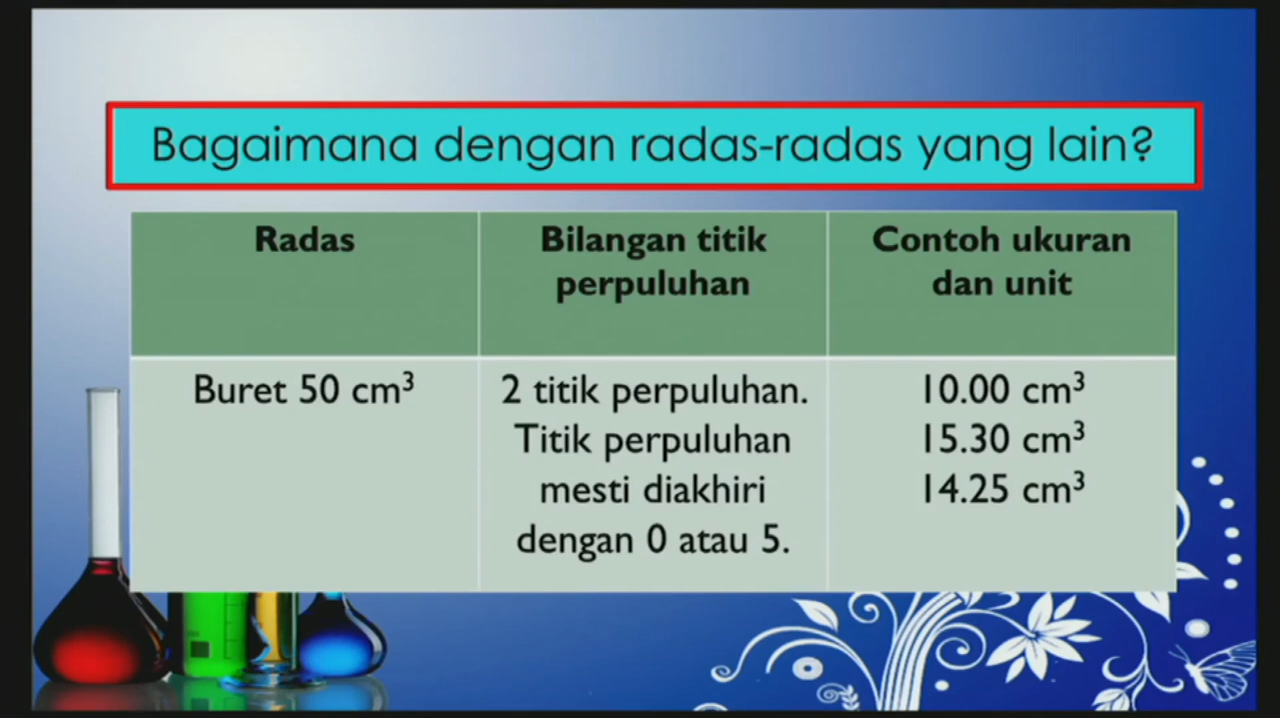 Bagaimana dengan radas-radas yang lain?
Radas
Bilangan titik
perpuluhan
Contoh ukuran
dan unit
Buret 50 cm³
2 titik perpuluhan.
Titik perpuluhan
mesti diakhiri
dengan 0 atau 5.
10.00 cm³
15.30 cm³
14.25 cm³